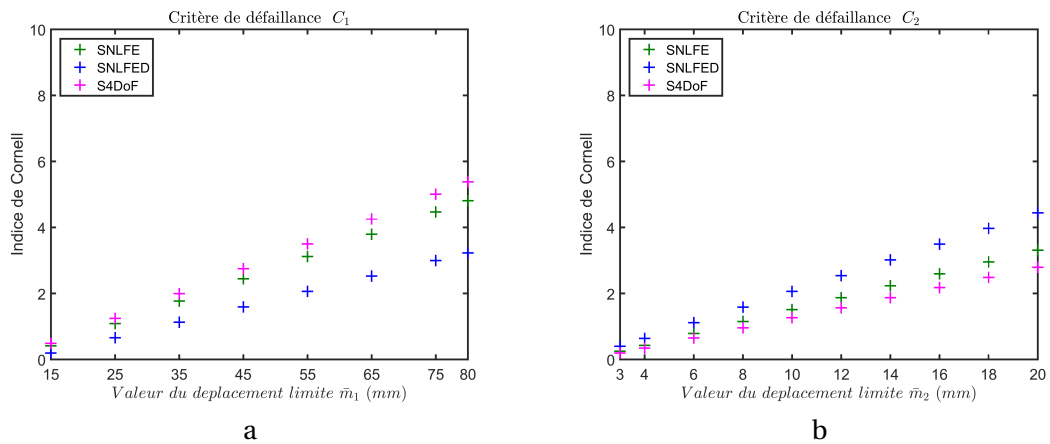 Critère de défaillance C₁
10
8
6
4
2
0
Indice de Cornell
SNLFE
SNLFED
S4DoF
15 25 35 45 55 65 75 80
Valeur du deplacement limite m̄₁ (mm)
a
Critère de défaillance C₂
10
8
6
4
2
0
Indice de Cornell
SNLFE
SNLFED
S4DoF
3 4 6 8 10 12 14 16 18 20
Valeur du deplacement limite m̄₂ (mm)
b